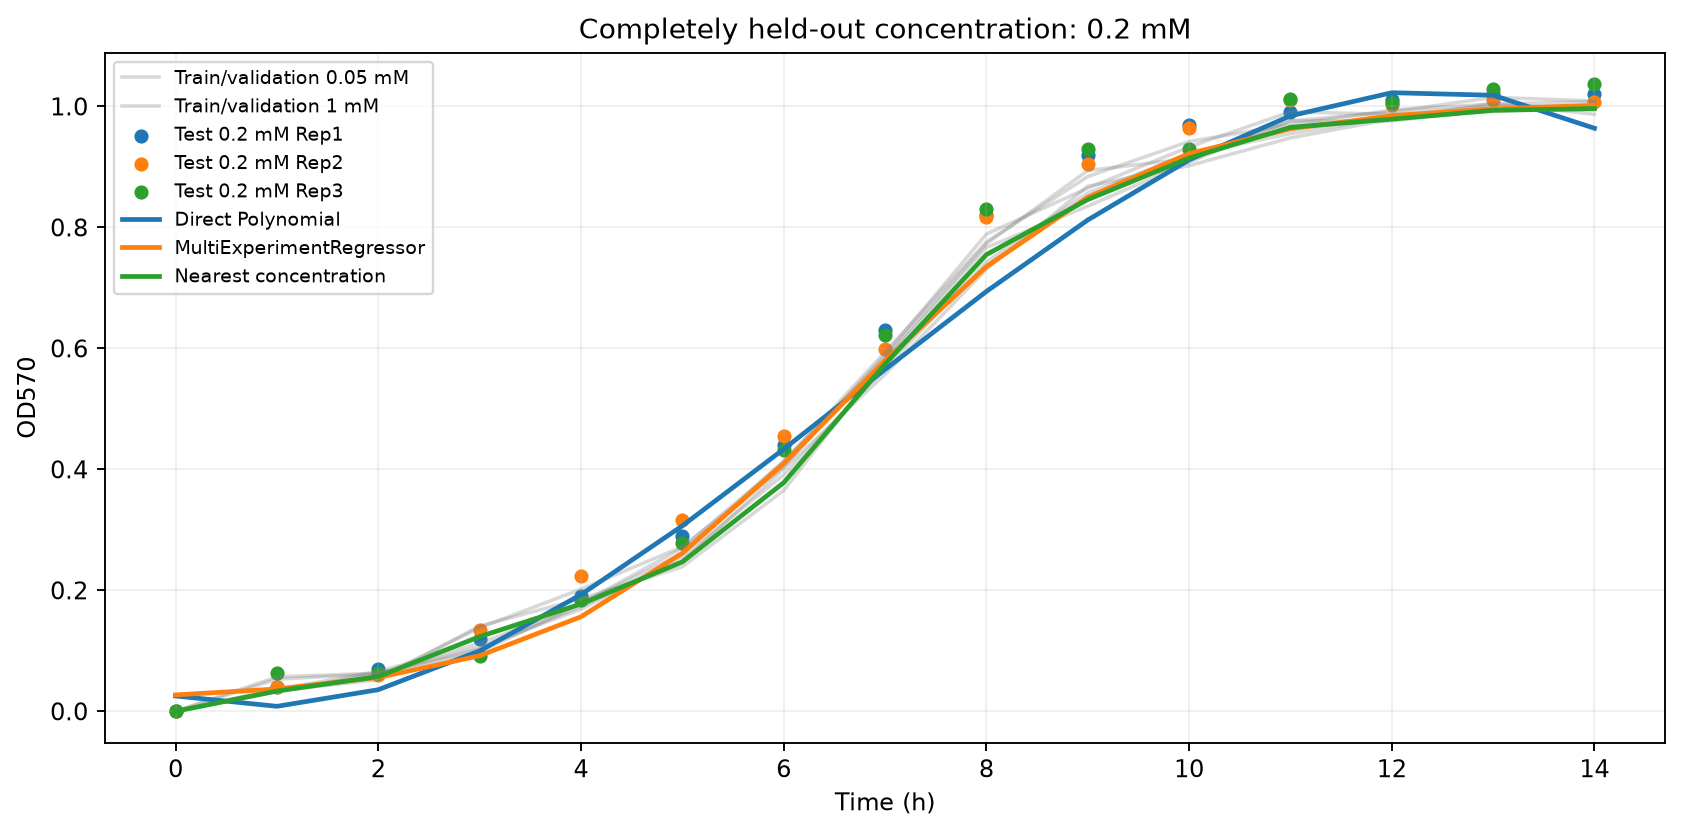 Completely held-out concentration: 0.2 mM
Train/validation 0.05 mM
Train/validation 1 mM
Test 0.2 mM Rep1
Test 0.2 mM Rep2
Test 0.2 mM Rep3
Direct Polynomial
MultiExperimentRegressor
Nearest concentration
1.0
0.8
0.6
0.4
0.2
0.0
OD570
0 2 4 6 8 10 12 14
Time (h)